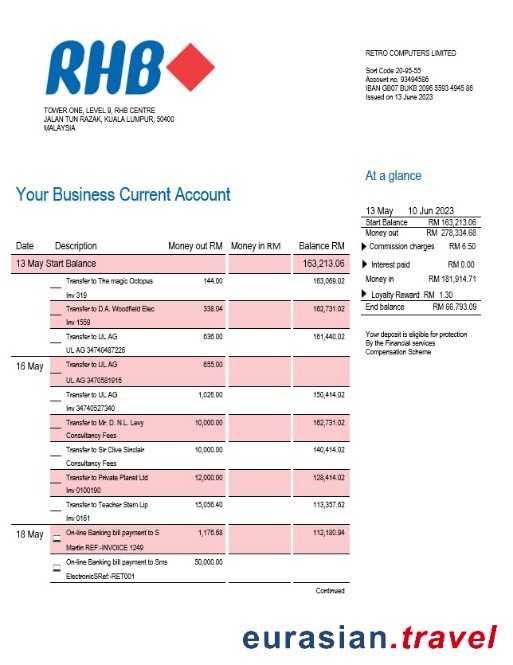 RHB
TOWER ONE, LEVEL 9, RHB CENTRE
JALAN TUN RAZAK, KUALA LUMPUR, 50400
MALAYSIA
RETRO COMPUTERS LIMITED
Sort Code 20-95-55
Account no. 93494586
IBAN GB07 BUKB 2096 5593 4945 86
Issued on 13 June 2023
Your Business Current Account
At a glance
13 May 10 Jun 2023
Start Balance RM 163,213.06
Money out RM 278,334.68
Commission charges RM 6.50
Interest paid RM 0.00
Money in RM 181,914.71
Loyalty Reward RM 1.30
End balance RM 66.793.09
Your deposit is eligible for protection
By the Financial services
Compensation Scheme
Date Description Money out RM Money in RM Balance RM
13 May Start Balance 163,213.06
Transfer to The magic Octopus 144.00 163,069.02
Inv 319
Transfer to D.A. Woodfield Elec 338.04 162,731.02
Inv 1559
Transfer to UL AG 636.00 161,440.02
UL AG 34740487226
16 May Transfer to UL AG 655.00
UL AG 3470581916
Transfer to UL AG 1,026.00 150,414.02
Inv 34740527340
Transfer to Mr. D. N.L. Levy 10,000.00 162,731.02
Consultancy Fees
Transfer to Sir Clive Sinclair 10,000.00 140,414.02
Consultancy Fees
Transfer to Private Planet Ltd 12,000.00 128,414.02
Inv 0100190
Transfer to Teacher Stern Lip 15,056.40 113,357.62
Inv 0161
18 May On-line Banking bill payment to S 1,176.68 112,180.94
Martin REF:-INVOICE 1249
On-line Banking bill payment to Sms 50,000.00
ElectronicSRef:-RET001
Continued
eurasian.travel